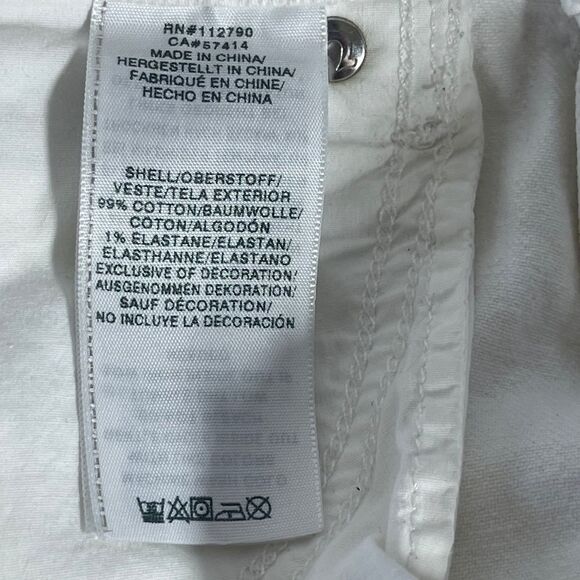 RN#112790
CA#57414
MADE IN CHINA/
HERGESTELLT IN CHINA/
FABRIQUÉ EN CHINE/
HECHO EN CHINA
SHELL/OBERSTOFF/
VESTE/TELA EXTERIOR
99% COTTON/BAUMWOLLE/
COTON/ALGODÓN
1% ELASTANE/ELASTAN/
ELASTHANNE/ELASTANO
EXCLUSIVE OF DECORATION/
AUSGENOMMEN DEKORATION/
SAUF DÉCORATION/
NO INCLUYE LA DECORACIÓN